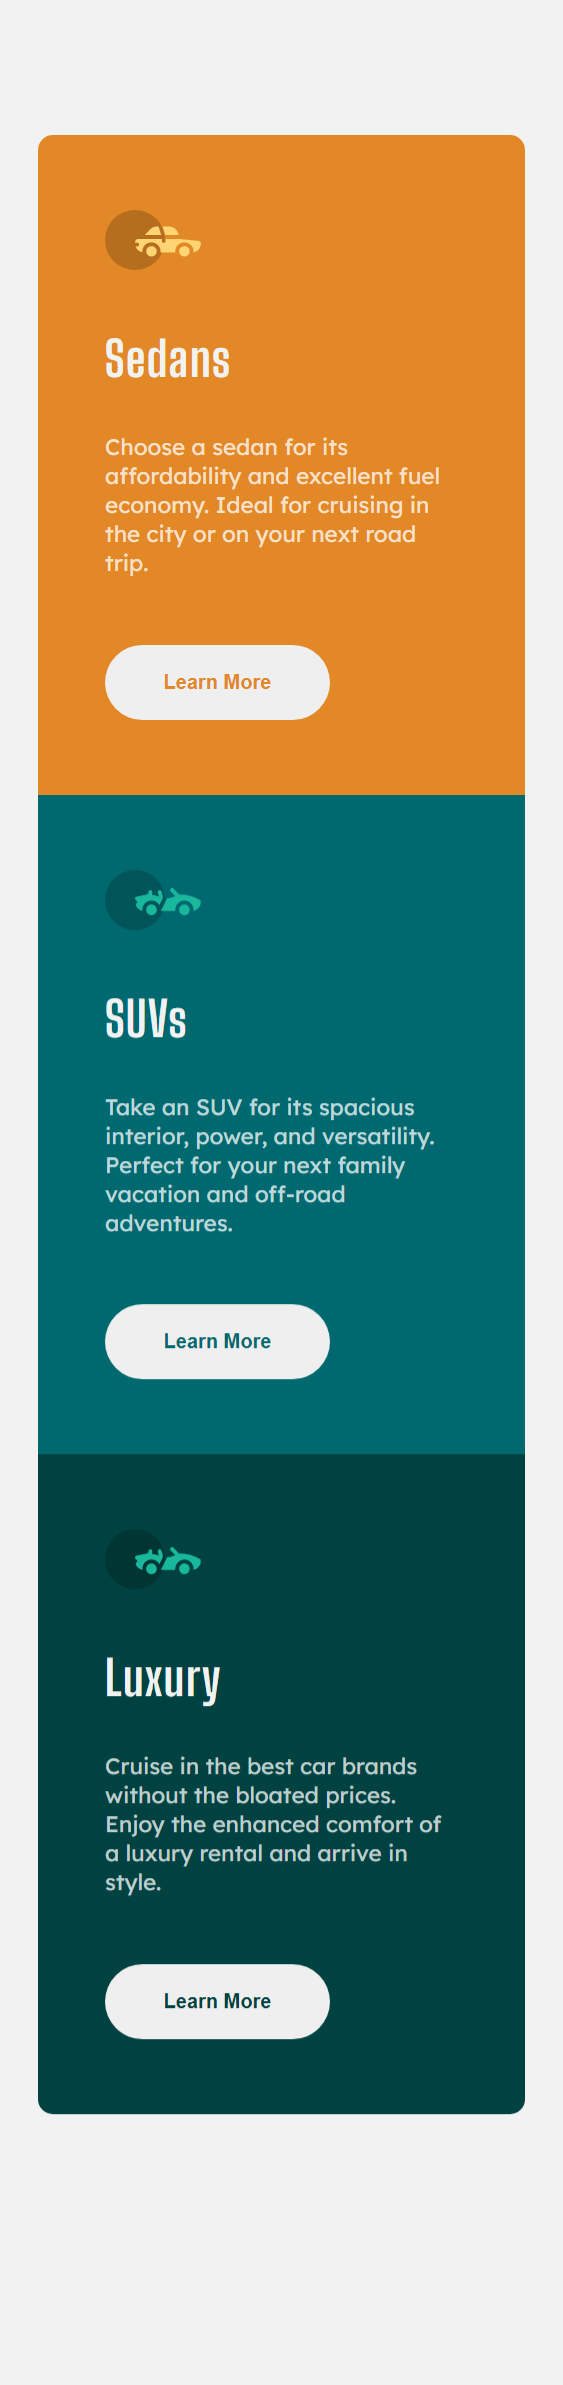 Sedans
Choose a sedan for its
affordability and excellent fuel
economy. Ideal for cruising in
the city or on your next road
trip.
Learn More
SUVs
Take an SUV for its spacious
interior, power, and versatility.
Perfect for your next family
vacation and off-road
adventures.
Learn More
Luxury
Cruise in the best car brands
without the bloated prices.
Enjoy the enhanced comfort of
a luxury rental and arrive in
style.
Learn More